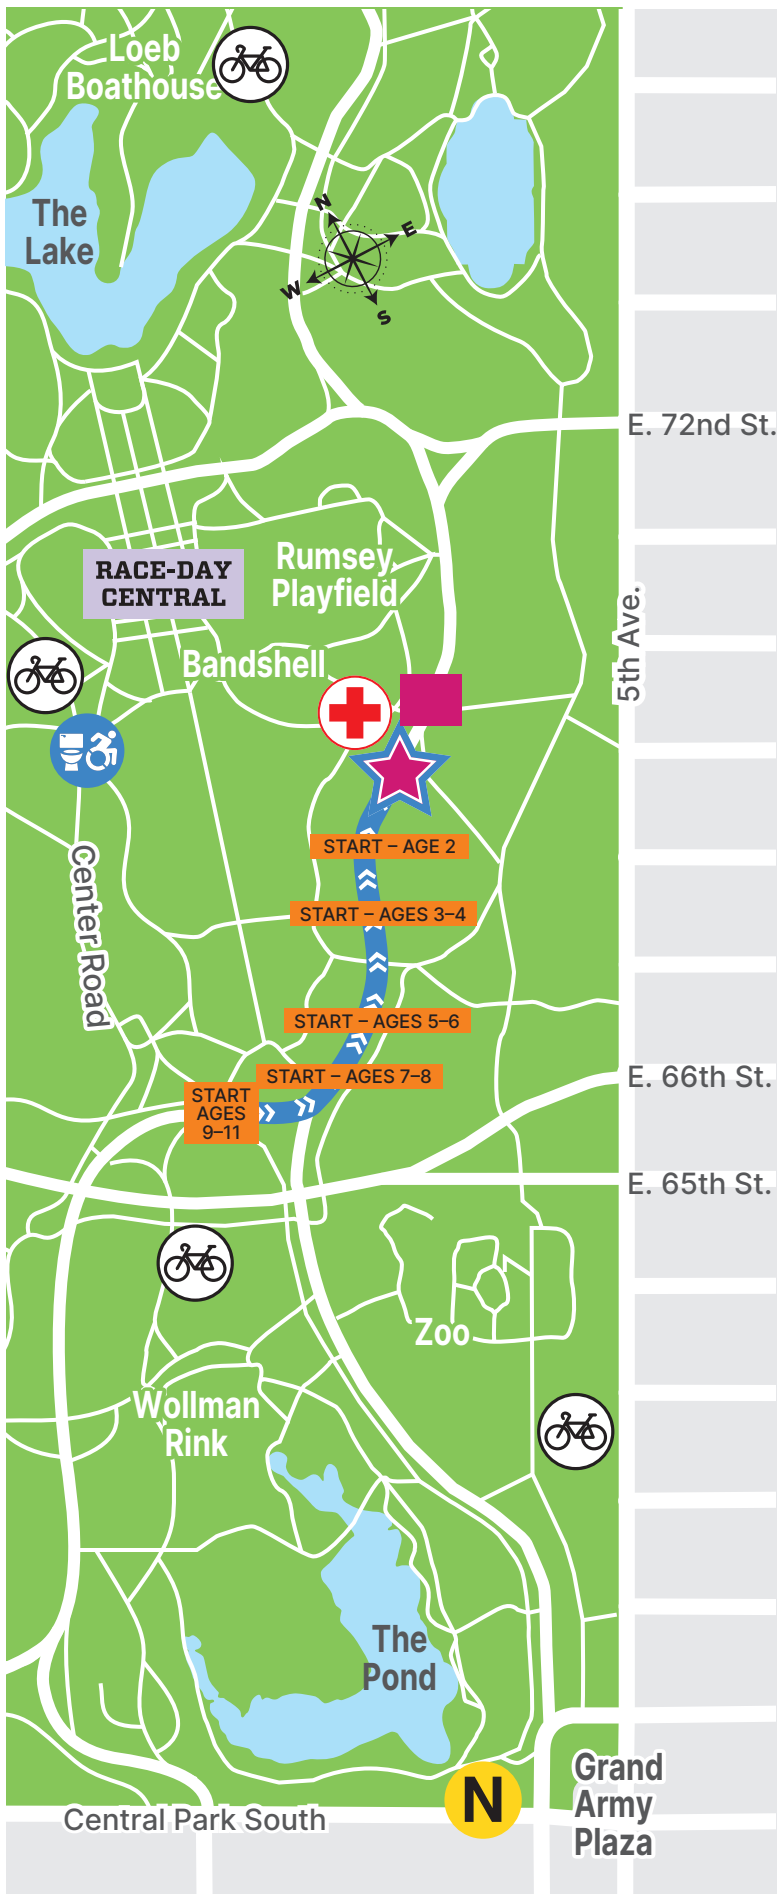 Loeb
Boathouse
The
Lake
N
E
W
S
E. 72nd St.
Rumsey
Playfield
RACE-DAY
CENTRAL
5th Ave.
Bandshell
START – AGE 2
Center Road
START – AGES 3–4
START – AGES 5–6
START – AGES 7–8
E. 66th St.
START
AGES
9–11
E. 65th St.
Zoo
Wollman
Rink
The
Pond
Grand
Army
Plaza
N
Central Park South